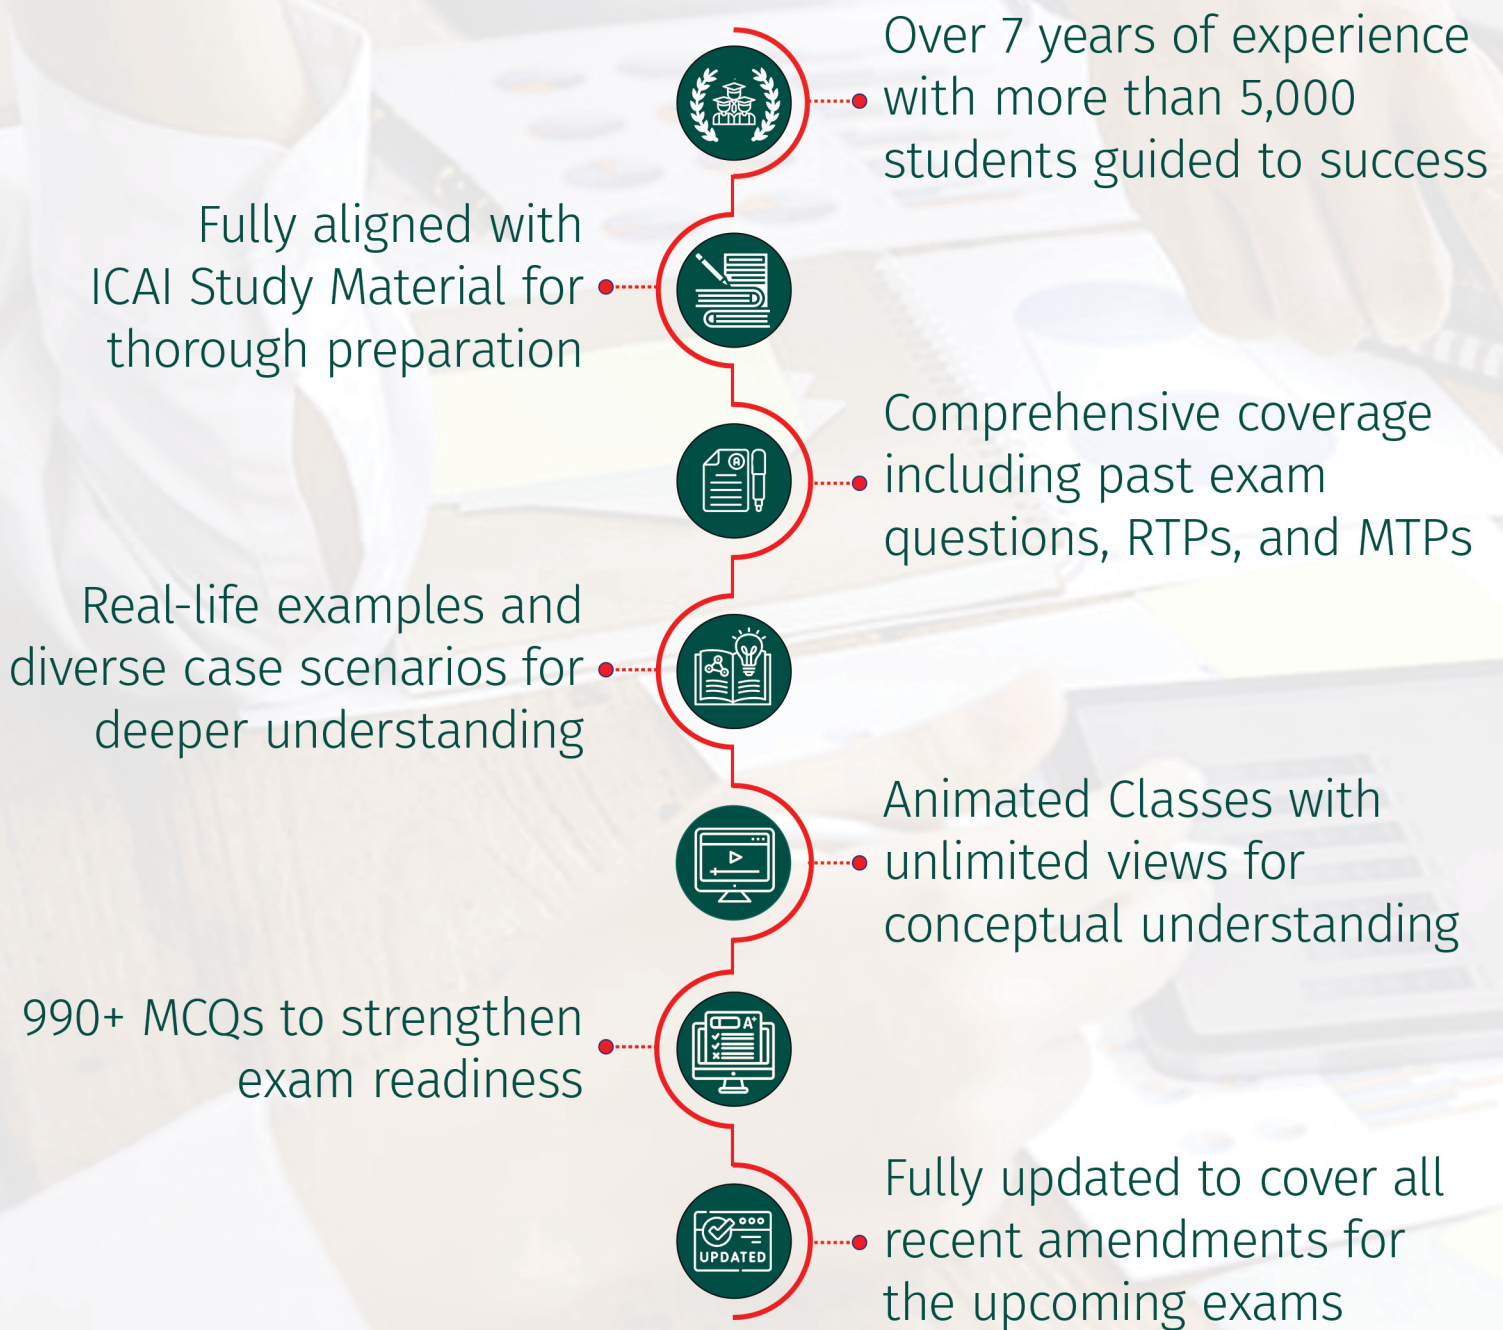 Over 7 years of experience
with more than 5,000
students guided to success
Fully aligned with
ICAI Study Material for
thorough preparation
Comprehensive coverage
including past exam
questions, RTPs, and MTPs
Real-life examples and
diverse case scenarios for
deeper understanding
Animated Classes with
unlimited views for
conceptual understanding
990+ MCQs to strengthen
exam readiness
Fully updated to cover all
recent amendments for
the upcoming exams
A
A+
UPDATED